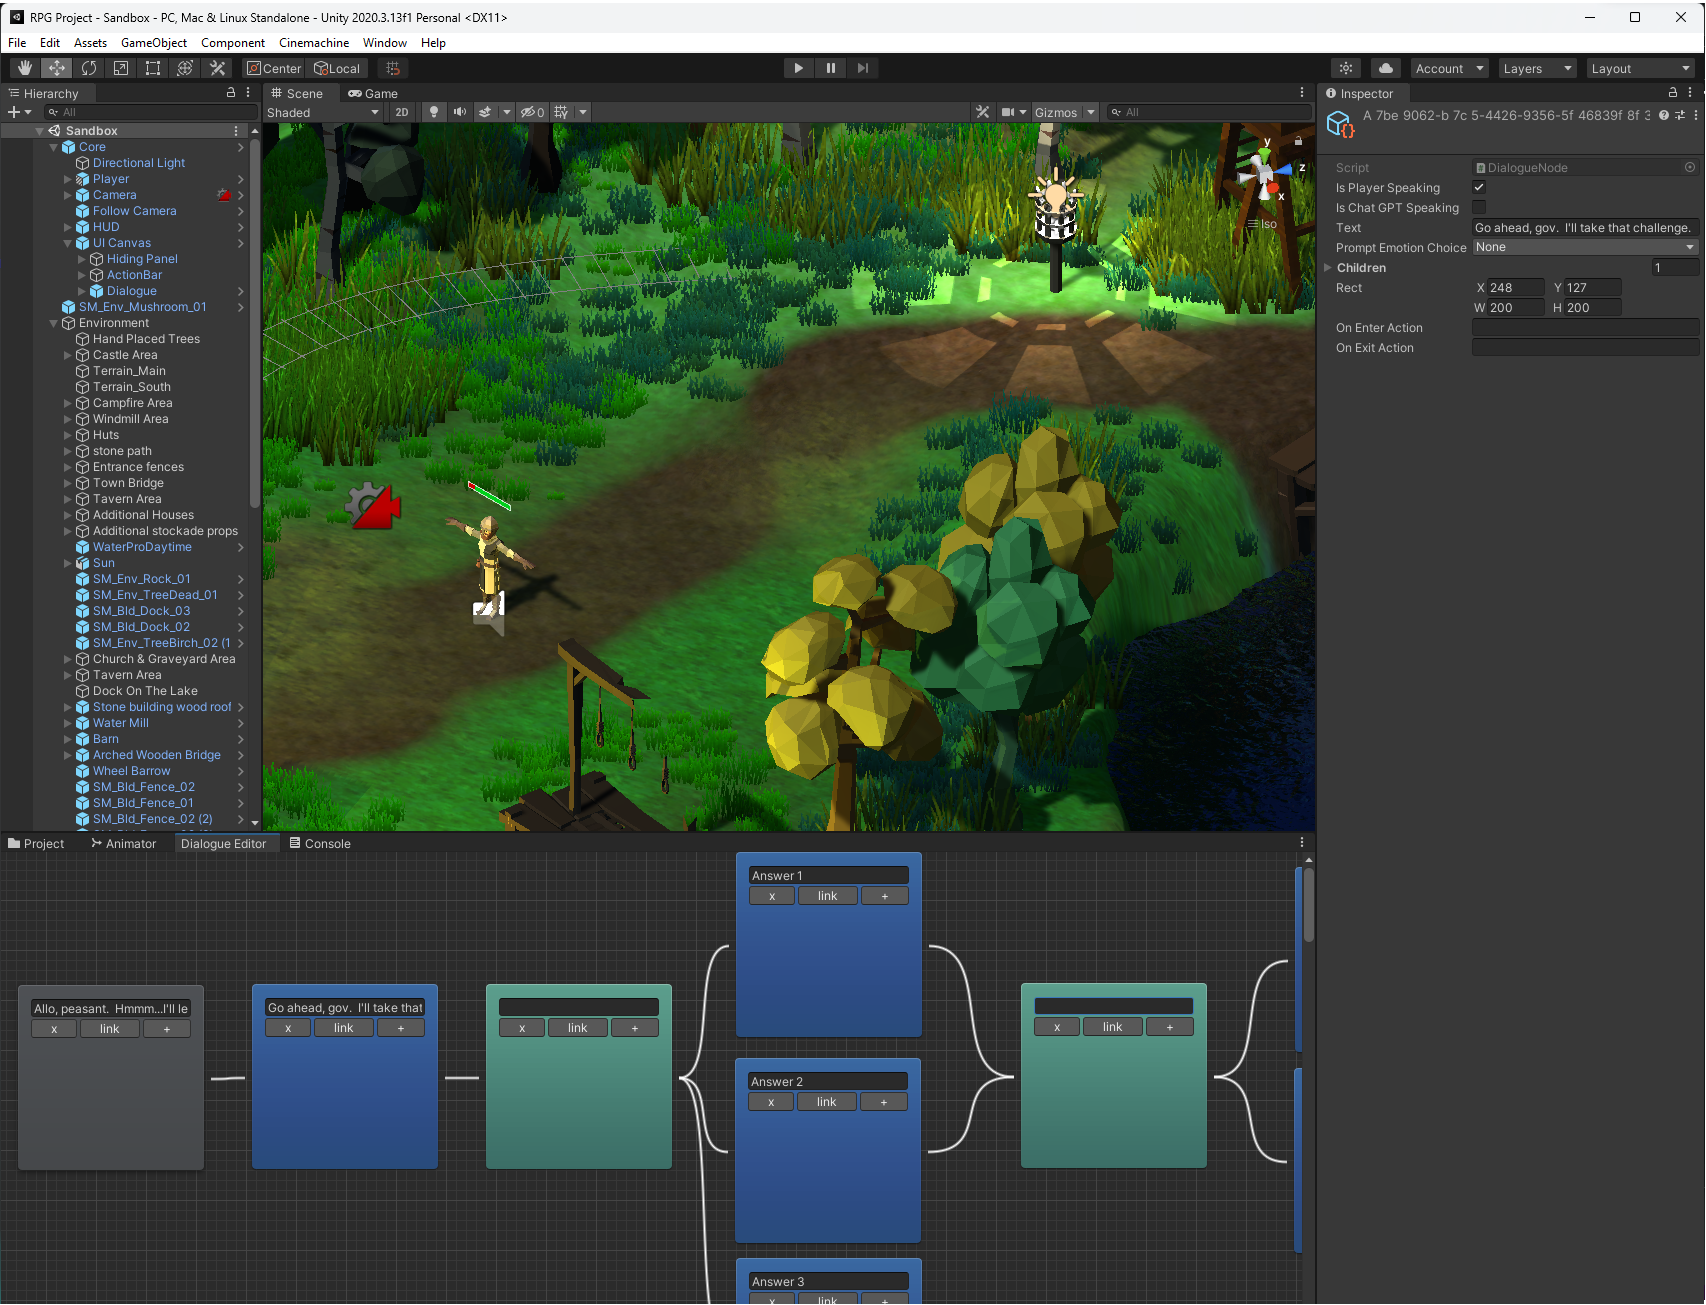 RPG Project - Sandbox - PC, Mac & Linux Standalone - Unity 2020.3.13f1 Personal <DX11>
File Edit Assets GameObject Component Cinemachine Window Help
Center Local
Account Layers Layout
Hierarchy
All
Sandbox
Core
Directional Light
Player
Camera
Follow Camera
HUD
UI Canvas
Hiding Panel
ActionBar
Dialogue
SM_Env_Mushroom_01
Environment
Hand Placed Trees
Castle Area
Terrain_Main
Terrain_South
Campfire Area
Windmill Area
Huts
stone path
Entrance fences
Town Bridge
Tavern Area
Additional Houses
Additional stockade props
WaterProDaytime
Sun
SM_Env_Rock_01
SM_Env_TreeDead_01
SM_Bld_Dock_03
SM_Bld_Dock_02
SM_Env_TreeBirch_02 (1
Church & Graveyard Area
Tavern Area
Dock On The Lake
Stone building wood roof
Water Mill
Barn
Arched Wooden Bridge
Wheel Barrow
SM_Bld_Fence_02
SM_Bld_Fence_01
SM_Bld_Fence_02 (2)
Scene Game
Shaded 2D 0 Gizmos All
y
z
x
Iso
Inspector
A 7be 9062-b 7c 5-4426-9356-5f 46839f 8f 3
Script DialogueNode
Is Player Speaking
Is Chat GPT Speaking
Text Go ahead, gov.  I'll take that challenge.
Prompt Emotion Choice None
Children 1
Rect X 248 Y 127
W 200 H 200
On Enter Action
On Exit Action
Project Animator Dialogue Editor Console
Allo, peasant.  Hmmm...I'll le
x link +
Go ahead, gov.  I'll take that
x link +
x link +
Answer 1
x link +
Answer 2
x link +
Answer 3
x link +
x link +